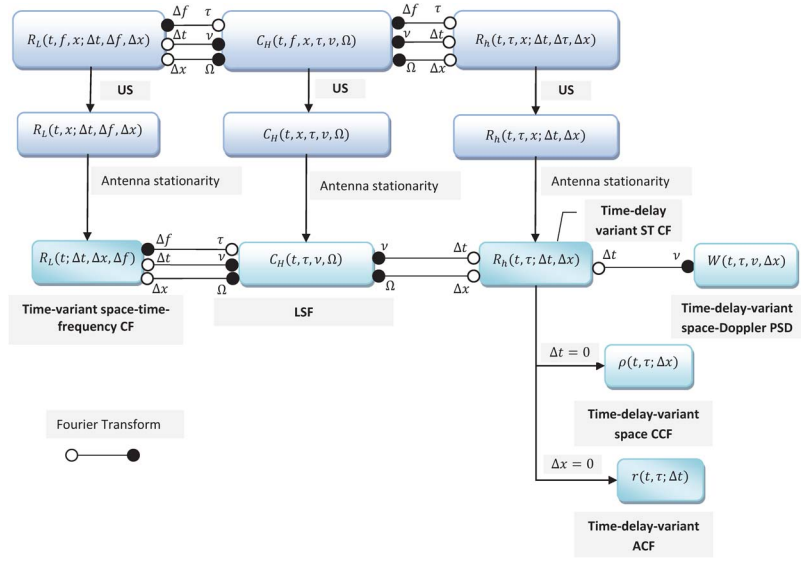 Δf τ
Δt ν
Δx Ω
Δf τ
ν Δt
Ω Δx
R_L(t, f, x; Δt, Δf, Δx)
C_H(t, f, x, τ, ν, Ω)
R_h(t, τ, x; Δt, Δτ, Δx)
US
US
US
R_L(t, x; Δt, Δf, Δx)
C_H(t, x, τ, ν, Ω)
R_h(t, τ, x; Δt, Δx)
Antenna stationarity
Antenna stationarity
Antenna stationarity
Time-delay
variant ST CF
Δf τ
Δt ν
Δx Ω
ν Δt
Ω Δx
Δt ν
R_L(t; Δt, Δx, Δf)
C_H(t, τ, ν, Ω)
R_h(t, τ; Δt, Δx)
W(t, τ, ν, Δx)
Time-variant space-time-
frequency CF
LSF
Time-delay-variant
space-Doppler PSD
Δt = 0
ρ(t, τ; Δx)
Time-delay-variant
space CCF
Fourier Transform
Δx = 0
r(t, τ; Δt)
Time-delay-variant
ACF